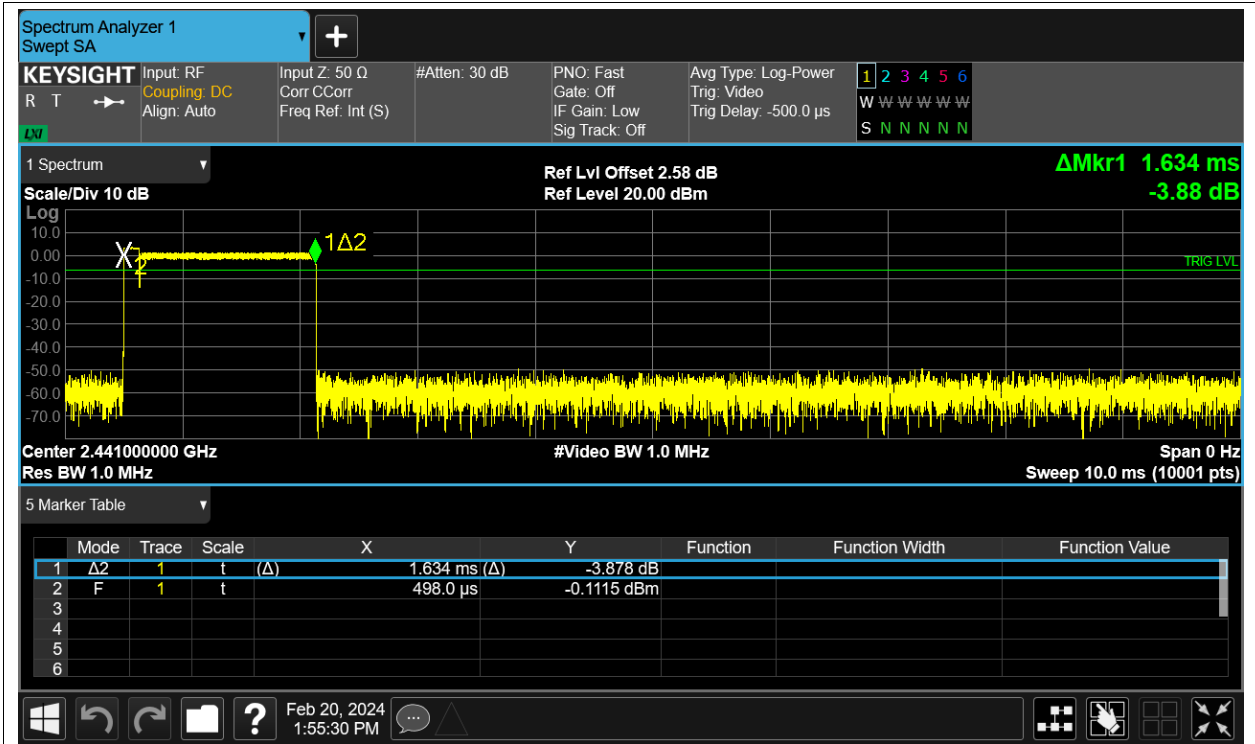 Spectrum Analyzer 1
Swept SA
KEYSIGHT
R T
LXI
Input: RF
Coupling: DC
Align: Auto
Input Z: 50 Ω
Corr CCorr
Freq Ref: Int (S)
#Atten: 30 dB
PNO: Fast
Gate: Off
IF Gain: Low
Sig Track: Off
Avg Type: Log-Power
Trig: Video
Trig Delay: -500.0 µs
1 2 3 4 5 6
W W W W W W
S N N N N N
1 Spectrum
Scale/Div 10 dB
Ref Lvl Offset 2.58 dB
Ref Level 20.00 dBm
ΔMkr1 1.634 ms
-3.88 dB
Log
10.0
0.00
-10.0
-20.0
-30.0
-40.0
-50.0
-60.0
-70.0
X
2
1Δ2
TRIG LVL
Center 2.441000000 GHz
Res BW 1.0 MHz
#Video BW 1.0 MHz
Span 0 Hz
Sweep 10.0 ms (10001 pts)
5 Marker Table
Mode Trace Scale X Y Function Function Width Function Value
1 Δ2 1 t (Δ) 1.634 ms (Δ) -3.878 dB
2 F 1 t 498.0 µs -0.1115 dBm
3
4
5
6
?
Feb 20, 2024
1:55:30 PM